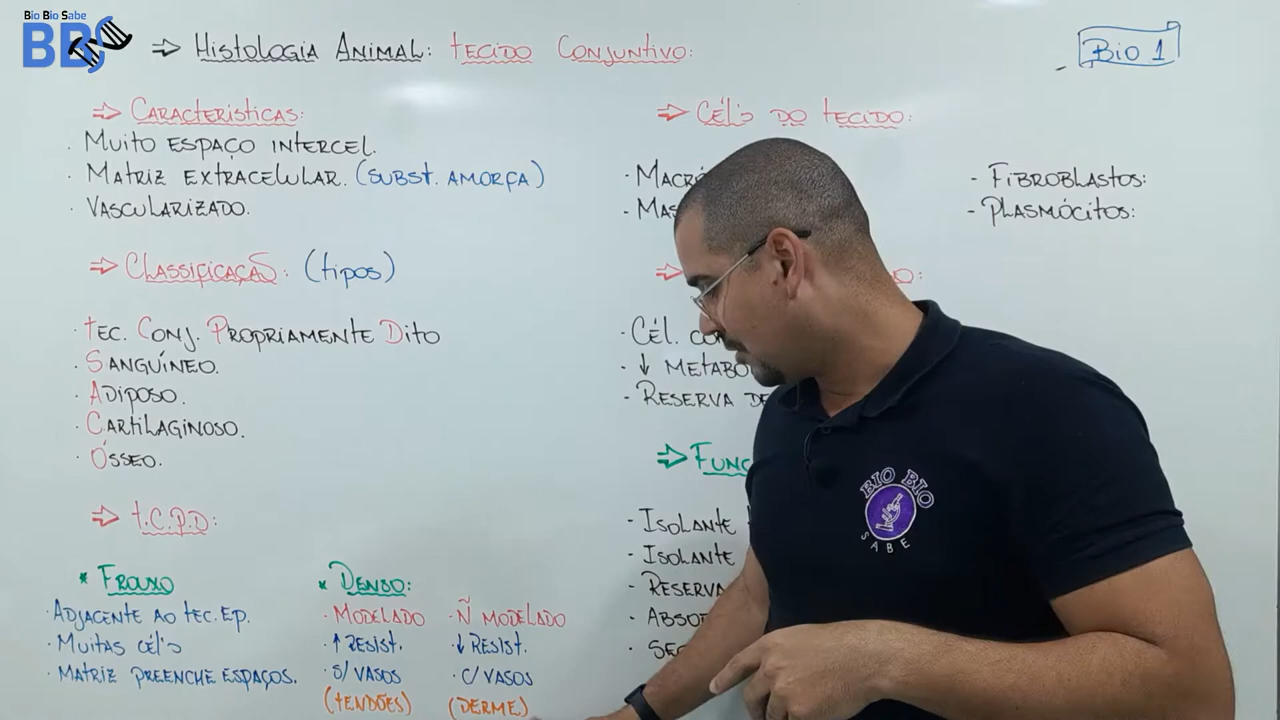 Bio Bio Sabe
BBS
⇒ Histologia Animal: tecido Conjuntivo:
Bio 1
⇒ Características:
· Muito espaço intercel.
· Matriz extracelular. (subst. amorfa)
· Vascularizado.
⇒ Classificação: (tipos)
· tec. Conj. Propriamente Dito
· Sanguíneo.
· Adiposo.
· Cartilaginoso.
· Ósseo.
⇒ t.C.P.D:
* Frouxo
· Adjacente ao tec. Ep.
· Muitas cél's
· Matriz preenche espaços.
* Denso:
· Modelado
· ↑ Resist.
· s/ vasos
(tendões)
· Ñ modelado
· ↓ Resist.
· c/ vasos
(derme)
⇒ Cél's do tecido:
· Macró
· Mas
- Fibroblastos:
- Plasmócitos:
⇒
o:
· Cél. co
· ↓ Metabo
· Reserva de
⇒ Func
· Isolante
· Isolante
· Reserva
· Absor
· Sec
BIO BIO
SABE